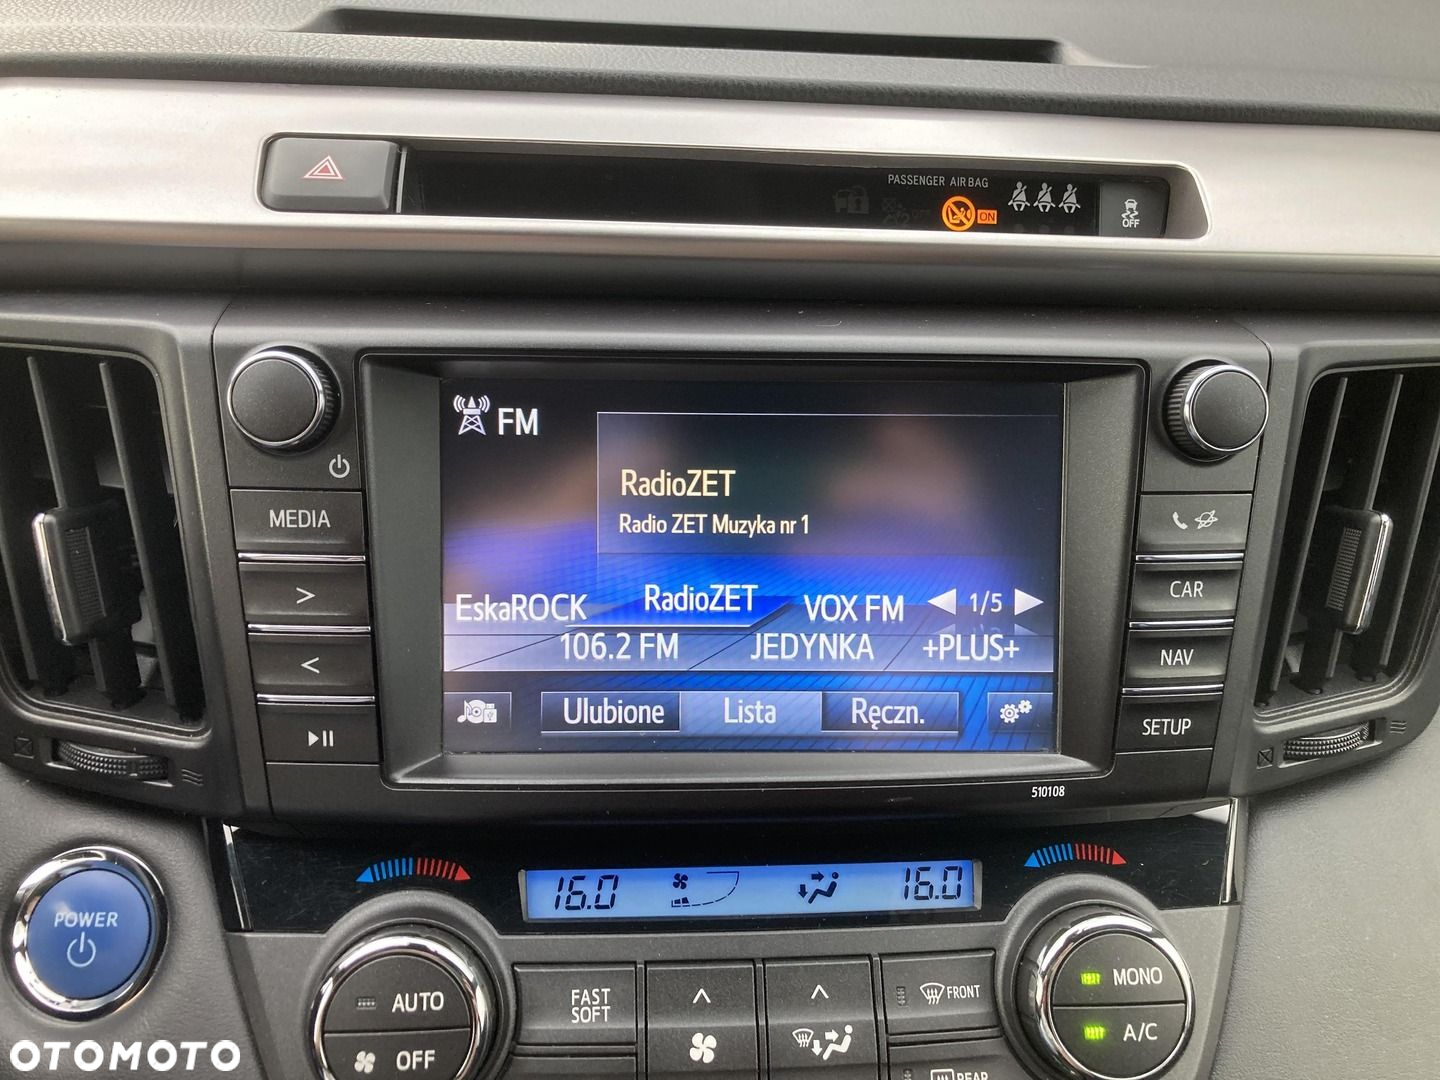 PASSENGER AIR BAG
ON
OFF
FM
RadioZET
Radio ZET Muzyka nr 1
EskaROCK
RadioZET
VOX FM
1/5
106.2 FM
JEDYNKA
+PLUS+
Ulubione
Lista
Ręczn.
MEDIA
>
<
CAR
NAV
SETUP
510108
16.0
16.0
POWER
AUTO
OFF
FAST
SOFT
FRONT
REAR
MONO
A/C
OTOMOTO